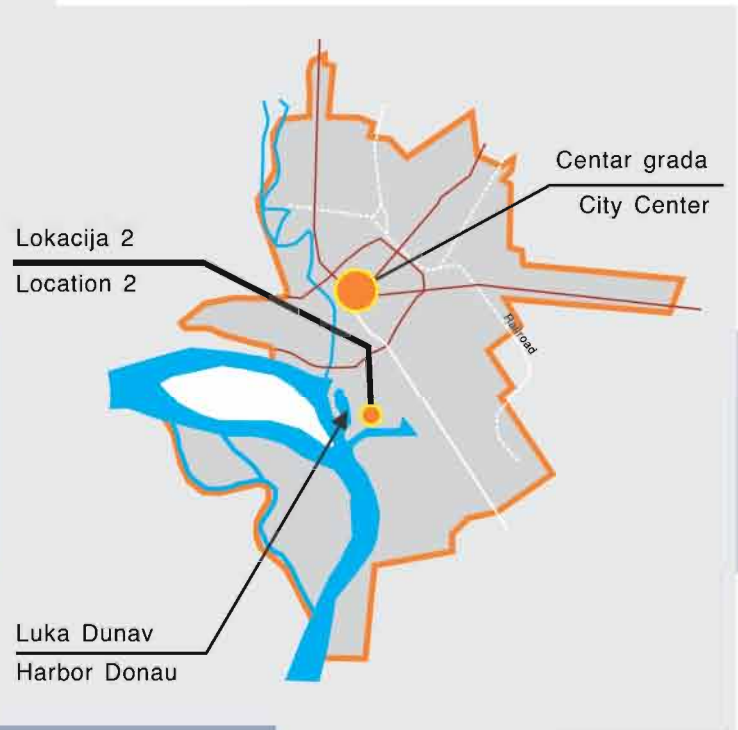 Centar grada
City Center
Lokacija 2
Location 2
Railroad
Luka Dunav
Harbor Donau